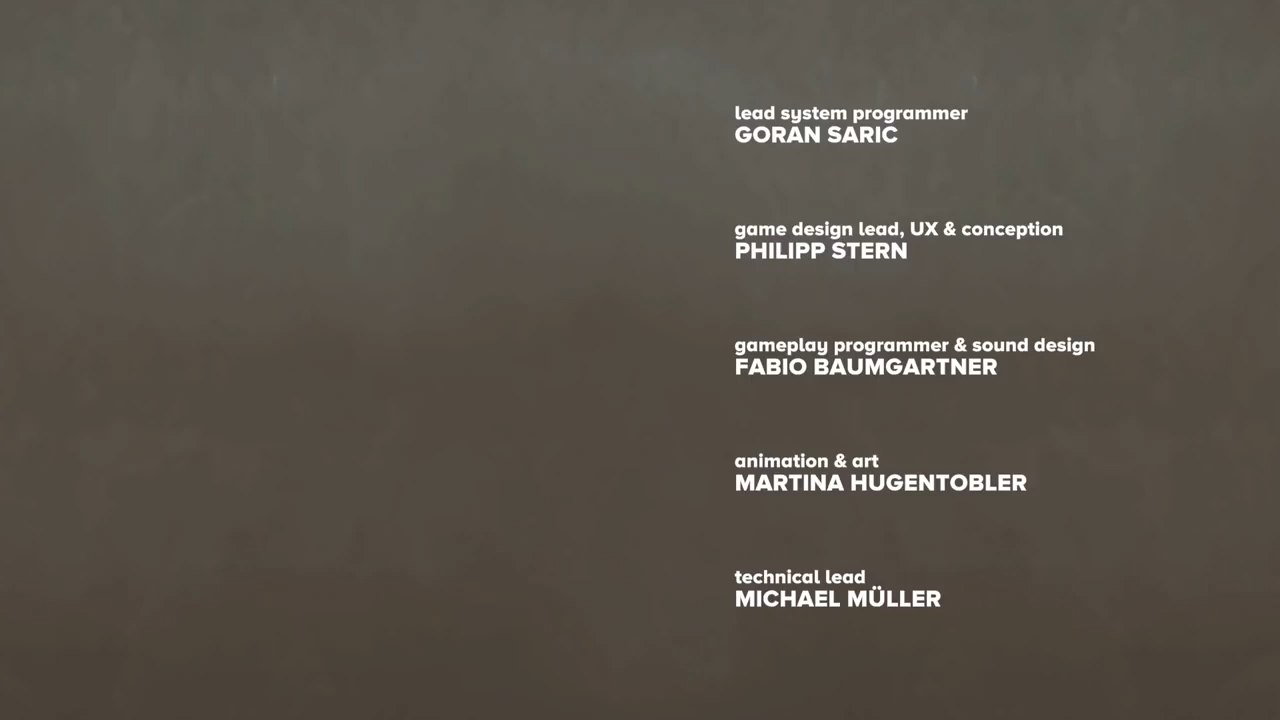 lead system programmer
GORAN SARIC
game design lead, UX & conception
PHILIPP STERN
gameplay programmer & sound design
FABIO BAUMGARTNER
animation & art
MARTINA HUGENTOBLER
technical lead
MICHAEL MÜLLER